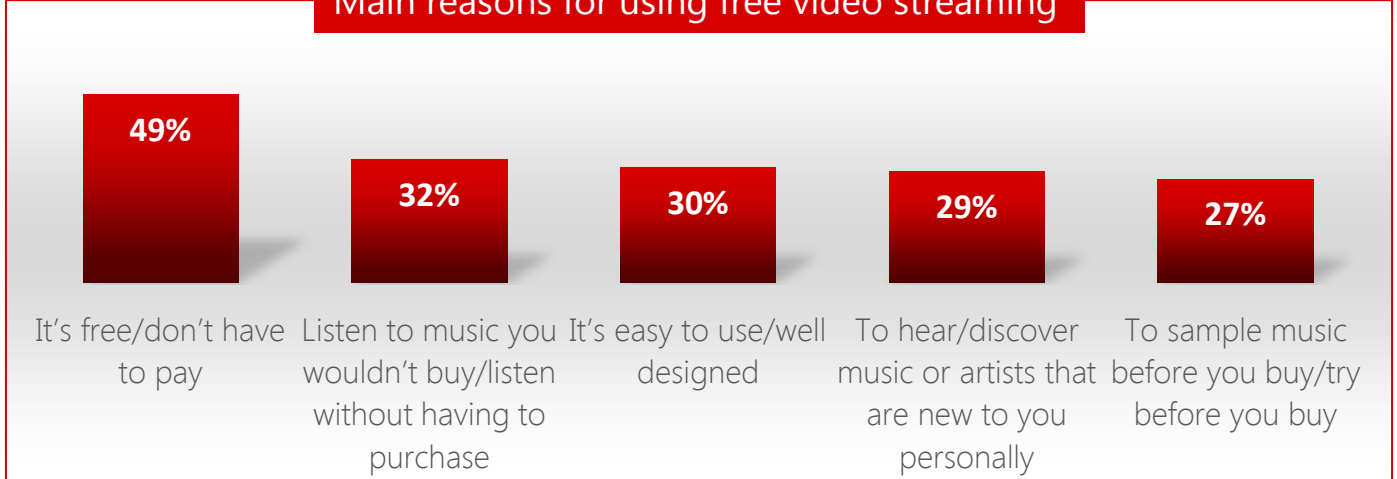 Main reasons for using free video streaming
49%
32%
30%
29%
27%
It's free/don't have
to pay
Listen to music you
wouldn't buy/listen
without having to
purchase
It's easy to use/well
designed
To hear/discover
music or artists that
are new to you
personally
To sample music
before you buy/try
before you buy